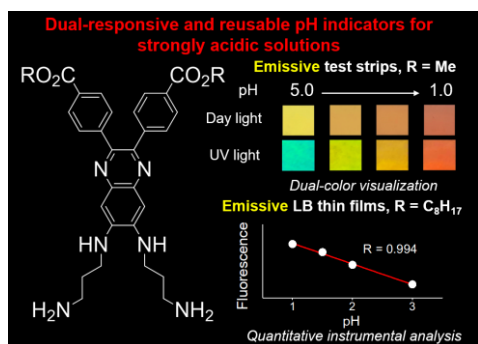 Dual-responsive and reusable pH indicators for
strongly acidic solutions
RO₂C
CO₂R
N
N
NH
HN
H₂N
NH₂
Emissive test strips, R = Me
pH 5.0 1.0
Day light
UV light
Dual-color visualization
Emissive LB thin films, R = C₈H₁₇
Fluorescence
R = 0.994
1 2 3
pH
Quantitative instrumental analysis